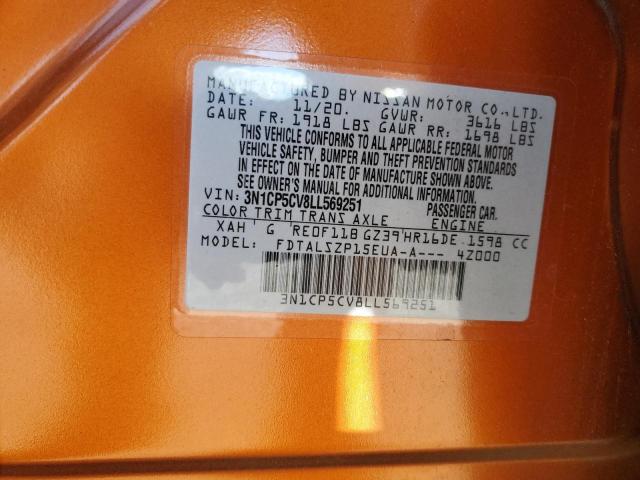 MANUFACTURED BY NISSAN MOTOR CO., LTD.
DATE: 11/20. GVWR: 3616 LBS
GAWR FR: 1918 LBS GAWR RR: 1698 LBS
THIS VEHICLE CONFORMS TO ALL APPLICABLE FEDERAL MOTOR
VEHICLE SAFETY, BUMPER AND THEFT PREVENTION STANDARDS
IN EFFECT ON THE DATE OF MANUFACTURE SHOWN ABOVE.
SEE OWNER'S MANUAL FOR ADDITIONAL INFORMATION.
VIN: 3N1CP5CV8LL569251 PASSENGER CAR.
COLOR TRIM TRANS AXLE ENGINE
XAH G RE0F11B GZ39 HR16DE 1598 CC
MODEL: FDTALSZP15EUA-A--- 4Z000
3N1CP5CV8LL569251